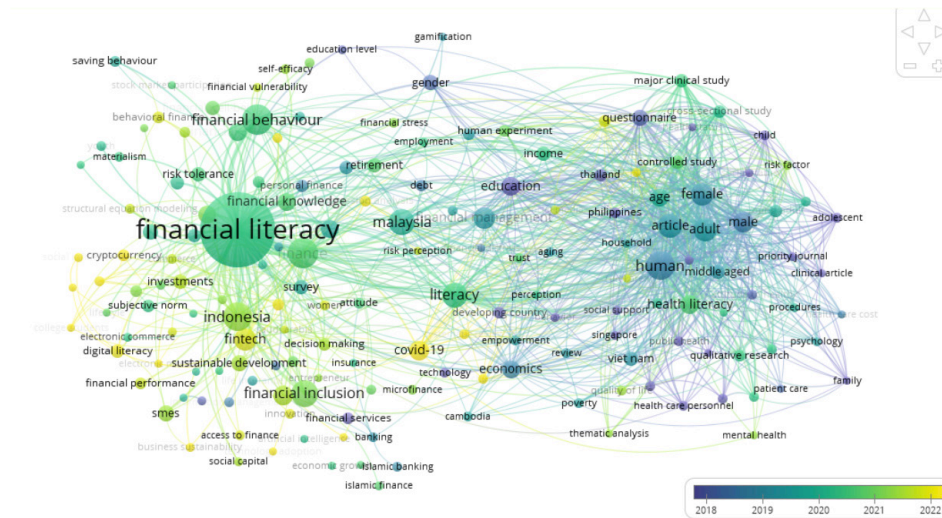 gamification
education level
saving behaviour
self-efficacy
major clinical study
financial vulnerability
gender
stock market participation
cross-sectional study
behavioral finance
financial behaviour
financial stress
human experiment
questionnaire
child
employment
income
materialism
retirement
controlled study
risk factor
risk tolerance
thailand
personal finance
debt
education
financial knowledge
age
female
structural equation modeling
philippines
financial literacy
malaysia
financial management
article
adult
male
adolescent
household
finance
risk perception
trust
aging
cryptocurrency
priority journal
human
middle aged
clinical article
investments
survey
literacy
perception
subjective norm
women
attitude
health literacy
procedures
indonesia
developing country
social support
electronic commerce
fintech
decision making
empowerment
singapore
psychology
digital literacy
covid-19
review
public health
qualitative research
sustainable development
insurance
viet nam
technology
economics
financial performance
entrepreneur
family
financial inclusion
microfinance
quality of life
patient care
poverty
health care personnel
smes
innovation
financial services
cambodia
access to finance
banking
thematic analysis
mental health
business sustainability
social capital
islamic banking
islamic finance
2018 2019 2020 2021 2022